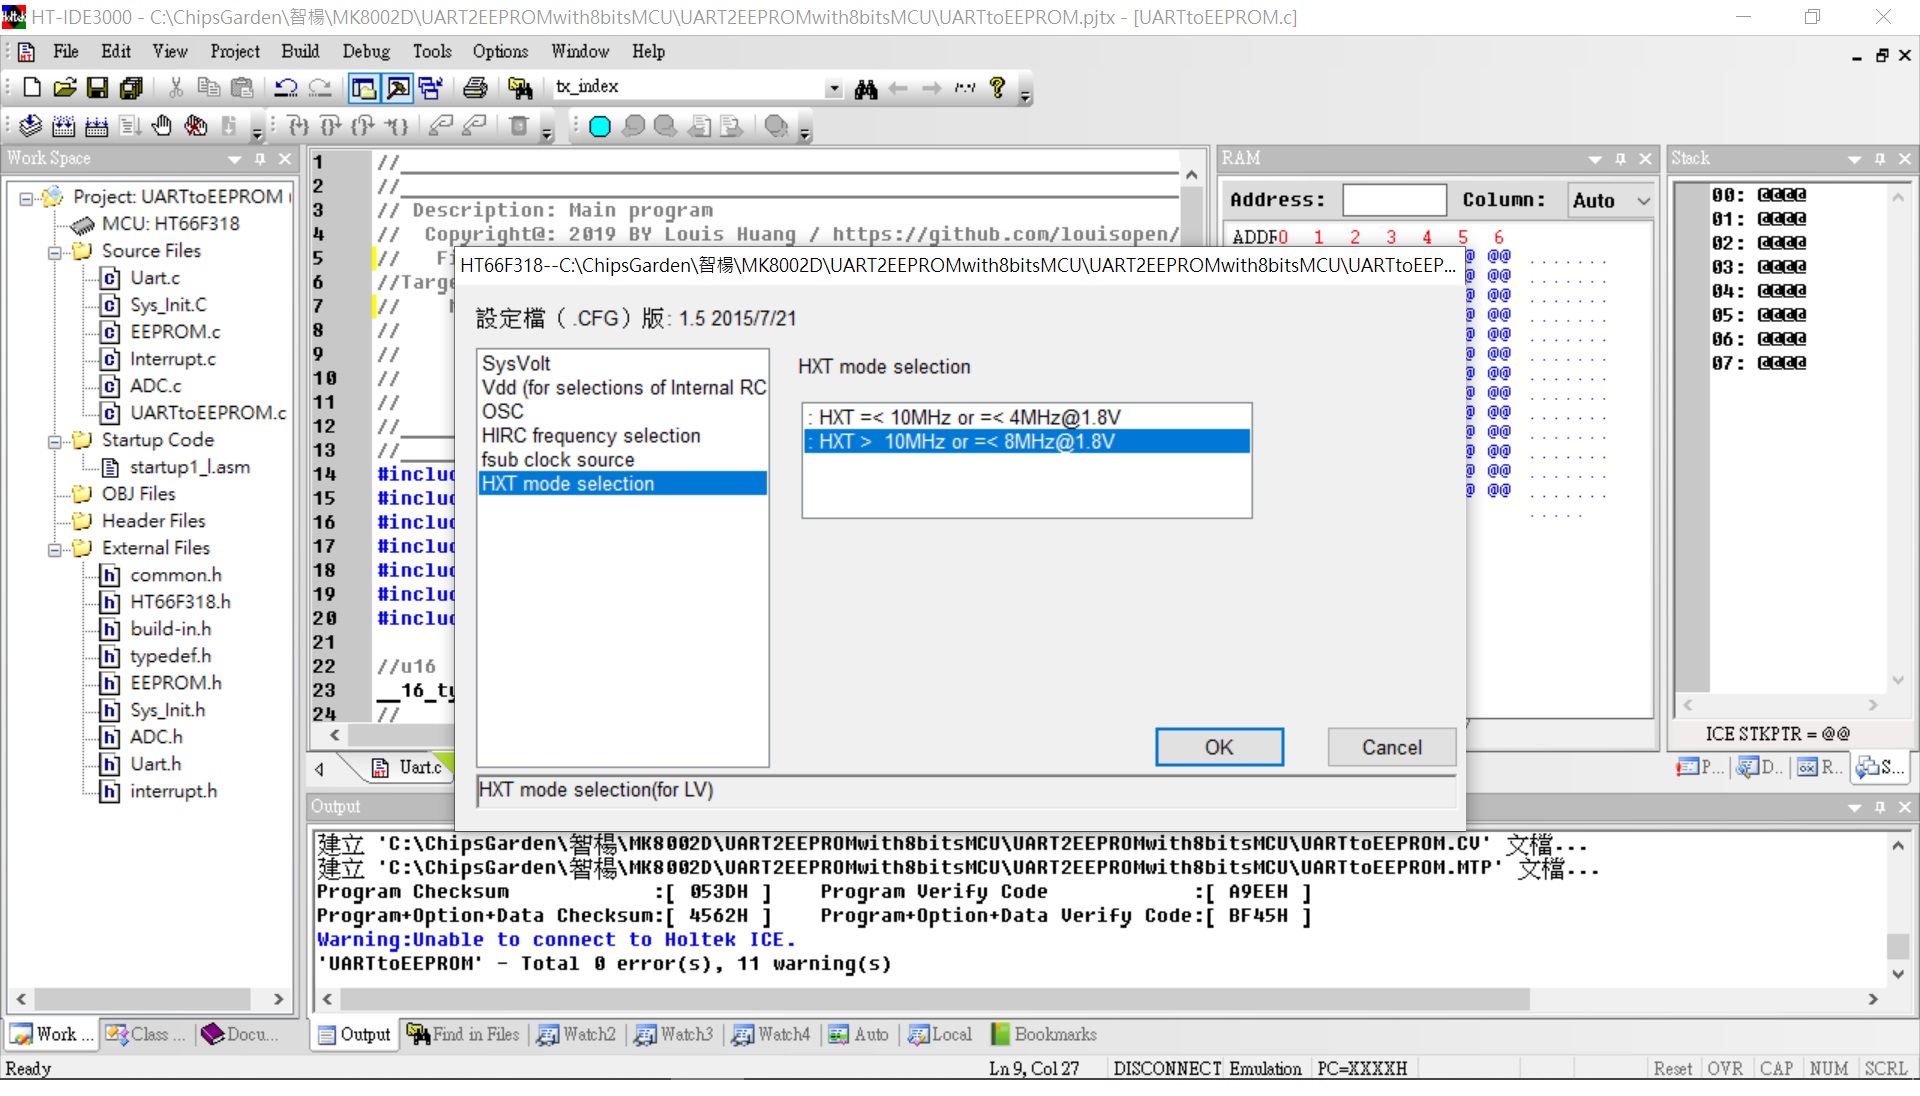 HT-IDE3000 - C:\ChipsGarden\智楊\MK8002D\UART2EEPROMwith8bitsMCU\UART2EEPROMwith8bitsMCU\UARTtoEEPROM.pjtx - [UARTtoEEPROM.c]
File Edit View Project Build Debug Tools Options Window Help
tx_index
Work Space
Project: UARTtoEEPROM (
MCU: HT66F318
Source Files
Uart.c
Sys_Init.C
EEPROM.c
Interrupt.c
ADC.c
UARTtoEEPROM.c
Startup Code
startup1_l.asm
OBJ Files
Header Files
External Files
common.h
HT66F318.h
build-in.h
typedef.h
EEPROM.h
Sys_Init.h
ADC.h
Uart.h
interrupt.h
Work ... Class ... Docu...
1 //
2 //
3 // Description: Main program
4 // Copyright@: 2019 BY Louis Huang / https://github.com/louisopen/
5 // Fi
6 //Targe
7 //
8 //
9 //
10 //
11 //
12 //
13 //
14 #includ
15 #includ
16 #includ
17 #includ
18 #includ
19 #includ
20 #includ
21
22 //u16
23 __16_ty
24 //
Uart.c
HT66F318--C:\ChipsGarden\智楊\MK8002D\UART2EEPROMwith8bitsMCU\UART2EEPROMwith8bitsMCU\UARTtoEEP...
設定檔（ .CFG）版: 1.5 2015/7/21
SysVolt
Vdd (for selections of Internal RC
OSC
HIRC frequency selection
fsub clock source
HXT mode selection
HXT mode selection
: HXT =< 10MHz or =< 4MHz@1.8V
: HXT > 10MHz or =< 8MHz@1.8V
OK Cancel
HXT mode selection(for LV)
RAM
Address: Column: Auto
ADDR 0 1 2 3 4 5 6
@ @@ .......
@ @@ .......
@ @@ .......
@ @@ .......
@ @@ .......
@ @@ .......
@ @@ .......
@ @@ .......
@ @@ .......
@ @@ .......
@ @@ .......
@ @@ .......
@ @@ .......
.....
Stack
00: @@@@
01: @@@@
02: @@@@
03: @@@@
04: @@@@
05: @@@@
06: @@@@
07: @@@@
ICE STKPTR = @@
P... D... R... S...
Output
建立 'C:\ChipsGarden\智楊\MK8002D\UART2EEPROMwith8bitsMCU\UART2EEPROMwith8bitsMCU\UARTtoEEPROM.CV' 文檔...
建立 'C:\ChipsGarden\智楊\MK8002D\UART2EEPROMwith8bitsMCU\UART2EEPROMwith8bitsMCU\UARTtoEEPROM.MTP' 文檔...
Program Checksum :[ 053DH ] Program Verify Code :[ A9EEH ]
Program+Option+Data Checksum:[ 4562H ] Program+Option+Data Verify Code:[ BF45H ]
Warning:Unable to connect to Holtek ICE.
'UARTtoEEPROM' - Total 0 error(s), 11 warning(s)
Output Find in Files Watch2 Watch3 Watch4 Auto Local Bookmarks
Ready Ln 9, Col 27 DISCONNECT Emulation PC=XXXXH Reset OVR CAP NUM SCRL